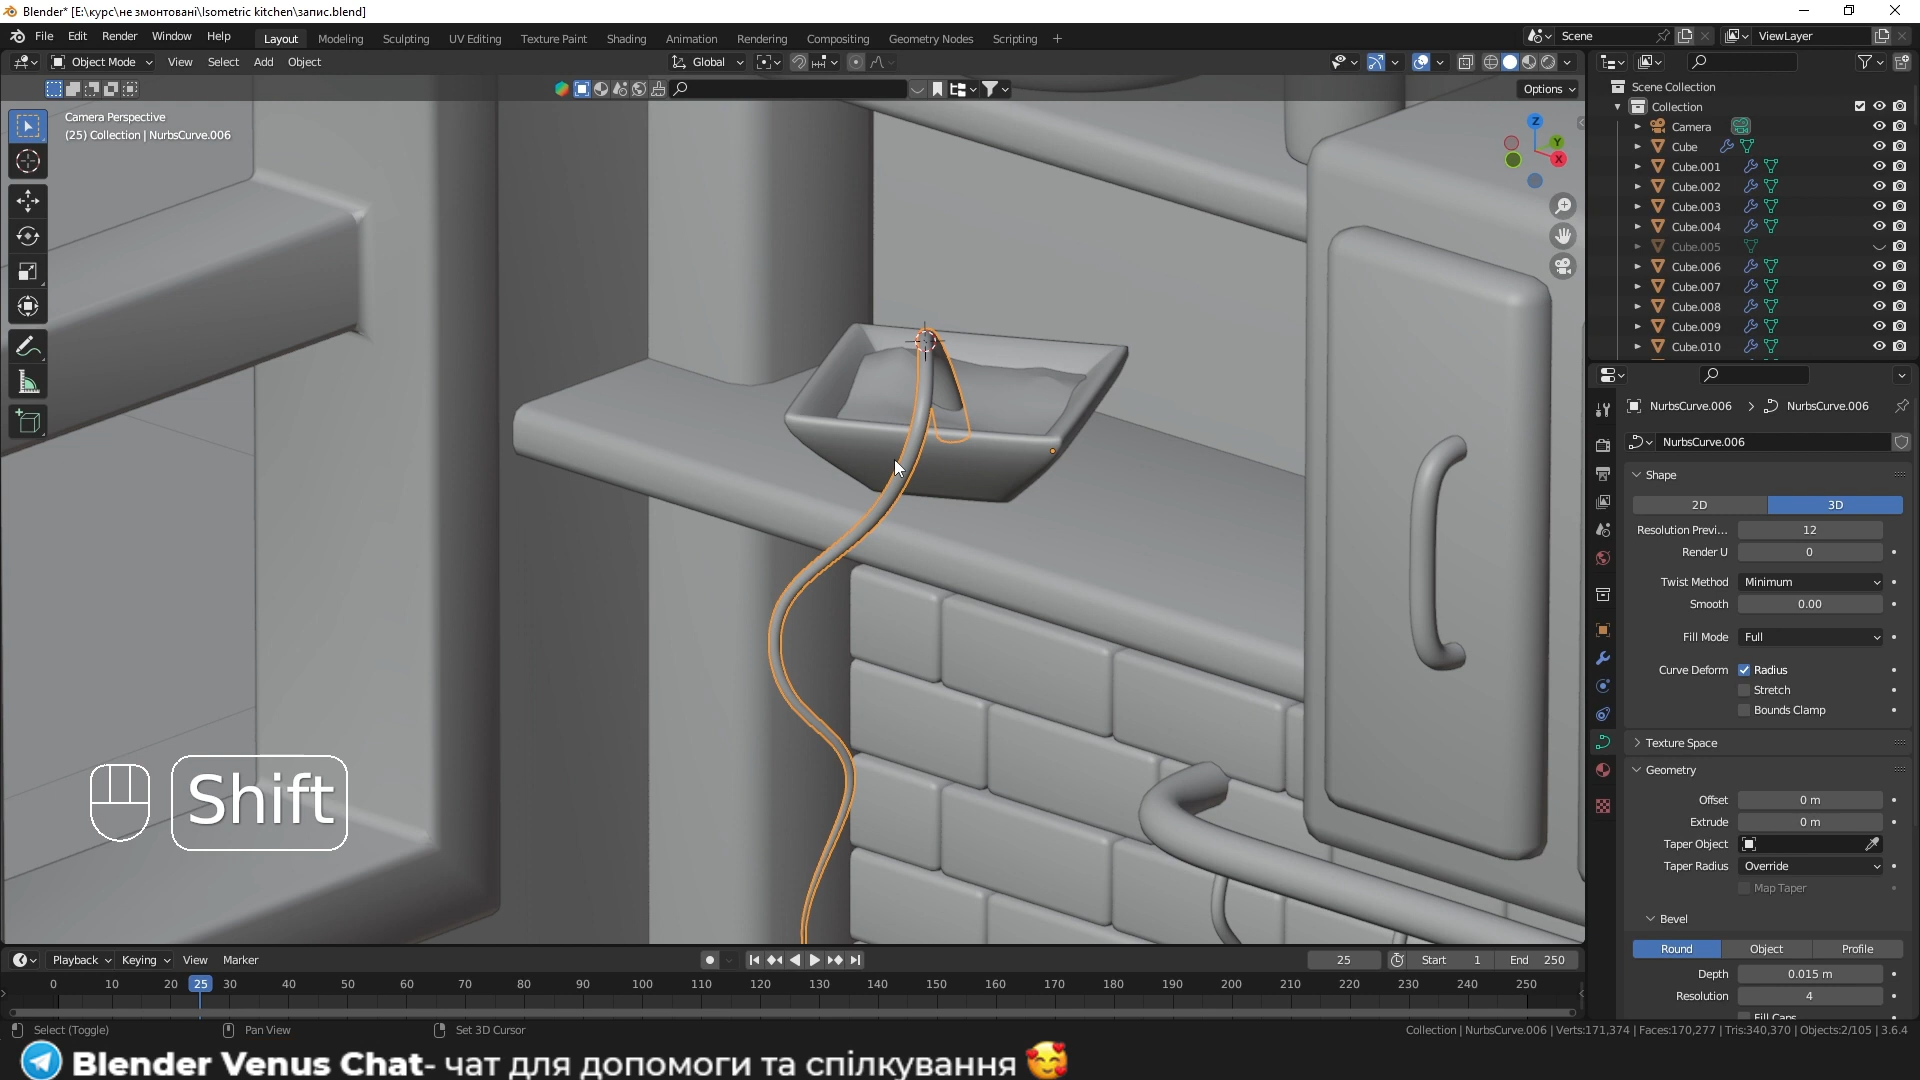 Blender* [E:\курс\не змонтовані\Isometric kitchen\запис.blend]
File Edit Render Window Help Layout Modeling Sculpting UV Editing Texture Paint Shading Animation Rendering Compositing Geometry Nodes Scripting + Scene ViewLayer
Object Mode View Select Add Object Global
Options
Camera Perspective
(25) Collection | NurbsCurve.006
Z
Y
X
Scene Collection
Collection
Camera
Cube
Cube.001
Cube.002
Cube.003
Cube.004
Cube.005
Cube.006
Cube.007
Cube.008
Cube.009
Cube.010
NurbsCurve.006 > NurbsCurve.006
NurbsCurve.006
Shape
2D 3D
Resolution Previ... 12
Render U 0
Twist Method Minimum
Smooth 0.00
Fill Mode Full
Curve Deform Radius
Stretch
Bounds Clamp
Texture Space
Geometry
Offset 0 m
Extrude 0 m
Taper Object
Taper Radius Override
Map Taper
Bevel
Round Object Profile
Depth 0.015 m
Resolution 4
Fill Caps
Shift
Playback Keying View Marker 25 Start 1 End 250
0 10 20 25 30 40 50 60 70 80 90 100 110 120 130 140 150 160 170 180 190 200 210 220 230 240 250
Select (Toggle) Pan View Set 3D Cursor Collection | NurbsCurve.006 | Verts:171,374 | Faces:170,277 | Tris:340,370 | Objects:2/105 | 3.6.4
Blender Venus Chat- чат для допомоги та спілкування